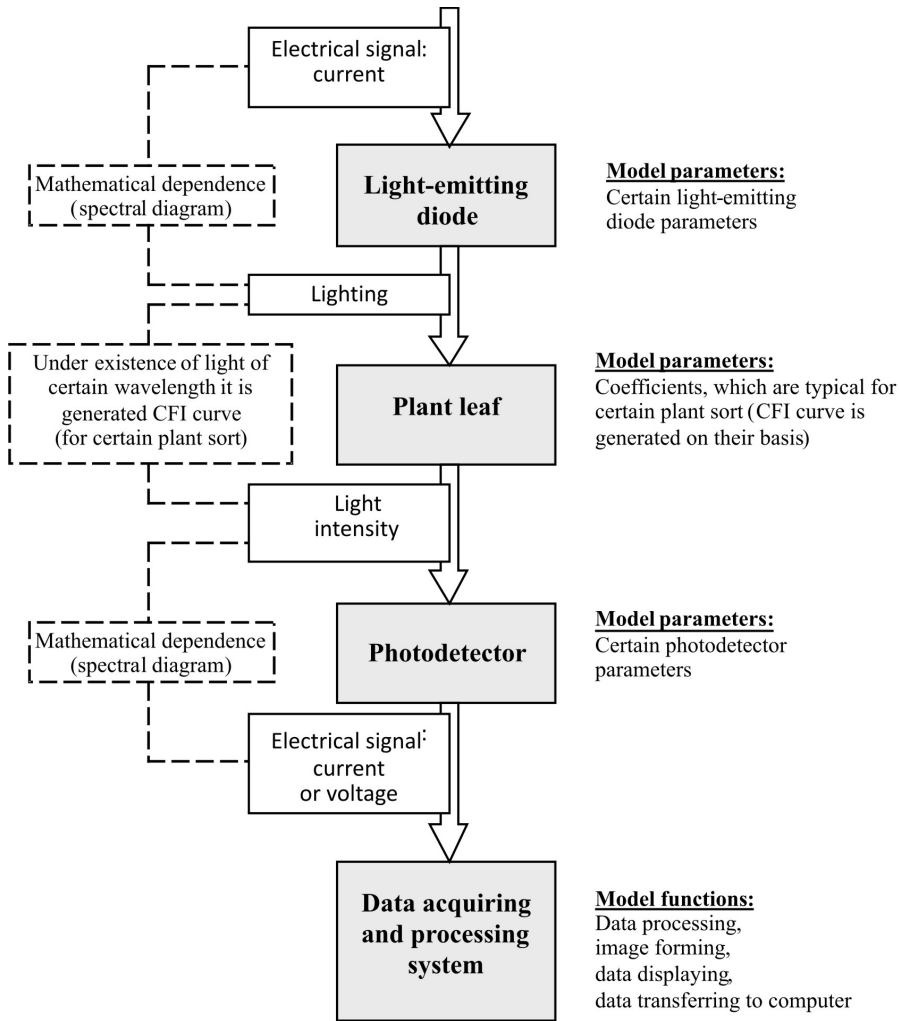 Electrical signal:
current
Mathematical dependence
(spectral diagram)
Light-emitting
diode
Model parameters:
Certain light-emitting
diode parameters
Lighting
Under existence of light of
certain wavelength it is
generated CFI curve
(for certain plant sort)
Plant leaf
Model parameters:
Coefficients, which are typical for
certain plant sort (CFI curve is
generated on their basis)
Light
intensity
Mathematical dependence
(spectral diagram)
Photodetector
Model parameters:
Certain photodetector
parameters
Electrical signal:
current
or voltage
Data acquiring
and processing
system
Model functions:
Data processing,
image forming,
data displaying,
data transferring to computer